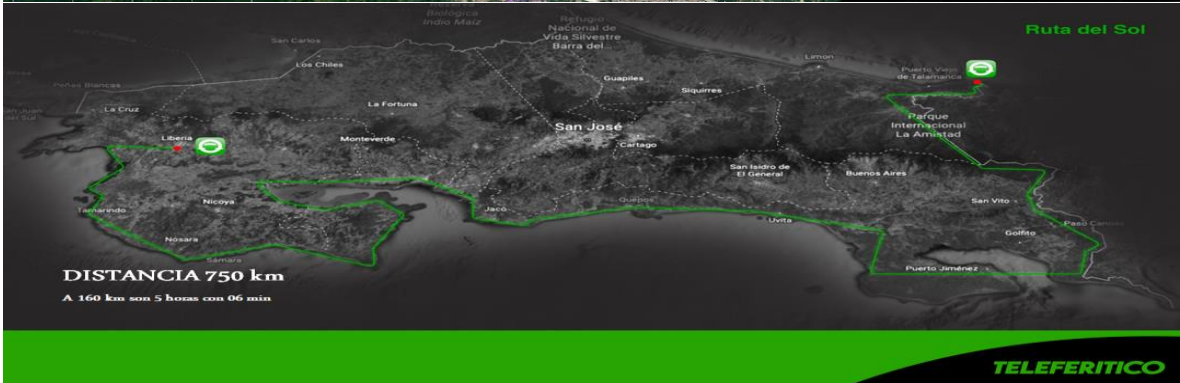 Refugio
Nacional de
Vida Silvestre
Barra del
Biológica
Indio Maíz
Ruta del Sol
San Carlos
Los Chiles
Limon
Peñas Blancas
Guapiles
Puerto Viejo
de Talamanca
Siquirres
La Cruz
La Fortuna
Parque
Internacional
La Amistad
San José
Liberia
Monteverde
Cartago
San Isidro de
El General
Buenos Aires
Nicoya
Quepos
San Vito
Tamarindo
Jacó
Uvita
Paso Canoas
Nosara
Golfito
Sámara
DISTANCIA 750 km
Puerto Jiménez
A 160 km son 5 horas con 06 min
TELEFERITICO